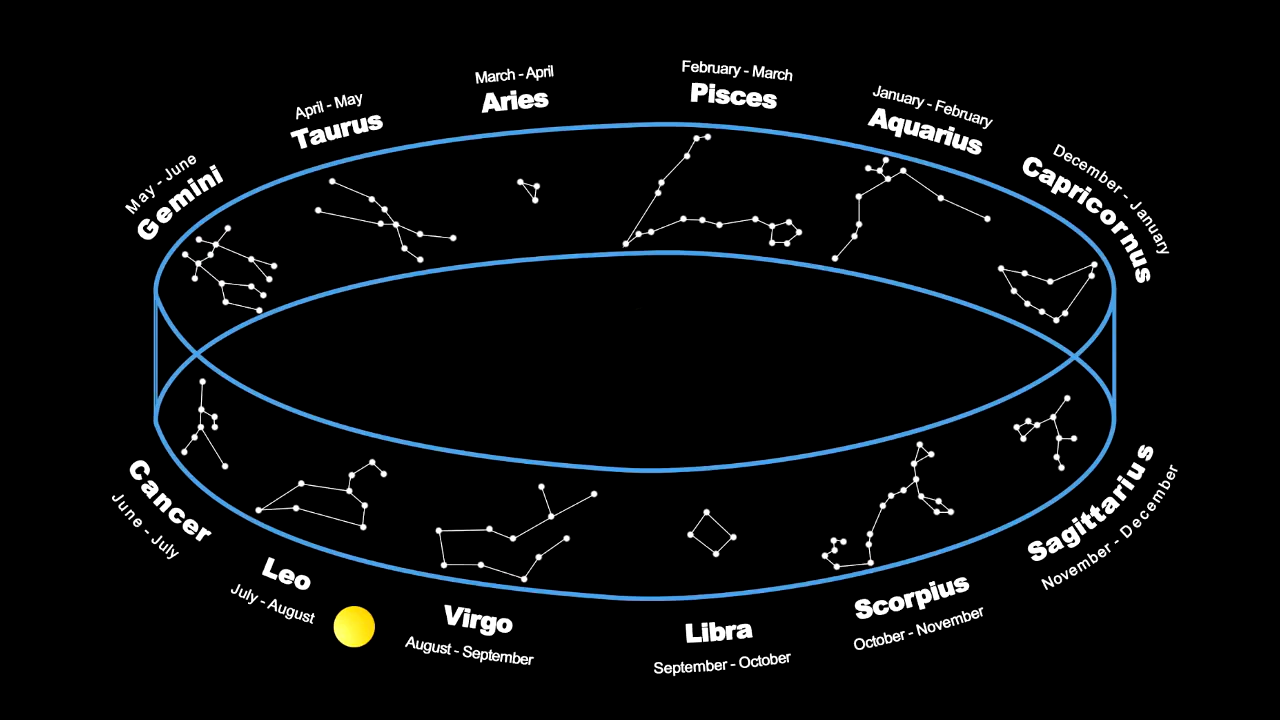 February - March
Pisces
March - April
Aries
January - February
Aquarius
April - May
Taurus
December - January
Capricornus
May - June
Gemini
Cancer
June - July
Sagittarius
November - December
Leo
July - August
Scorpius
October - November
Virgo
August - September
Libra
September - October